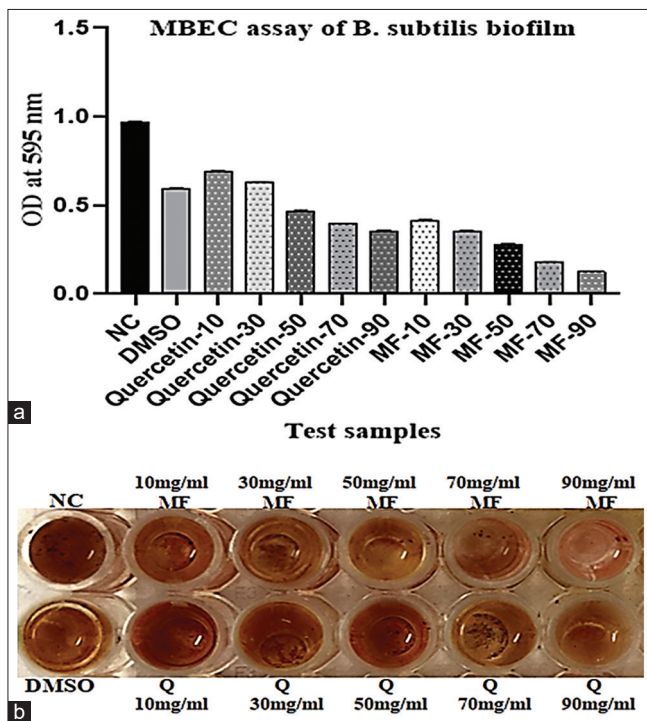 MBEC assay of B. subtilis biofilm
1.5
1.0
0.5
0.0
OD at 595 nm
NC
DMSO
Quercetin-10
Quercetin-30
Quercetin-50
Quercetin-70
Quercetin-90
MF-10
MF-30
MF-50
MF-70
MF-90
a
Test samples
10mg/ml 30mg/ml 50mg/ml 70mg/ml 90mg/ml
NC MF MF MF MF MF
DMSO Q Q Q Q Q
10mg/ml 30mg/ml 50mg/ml 70mg/ml 90mg/ml
b